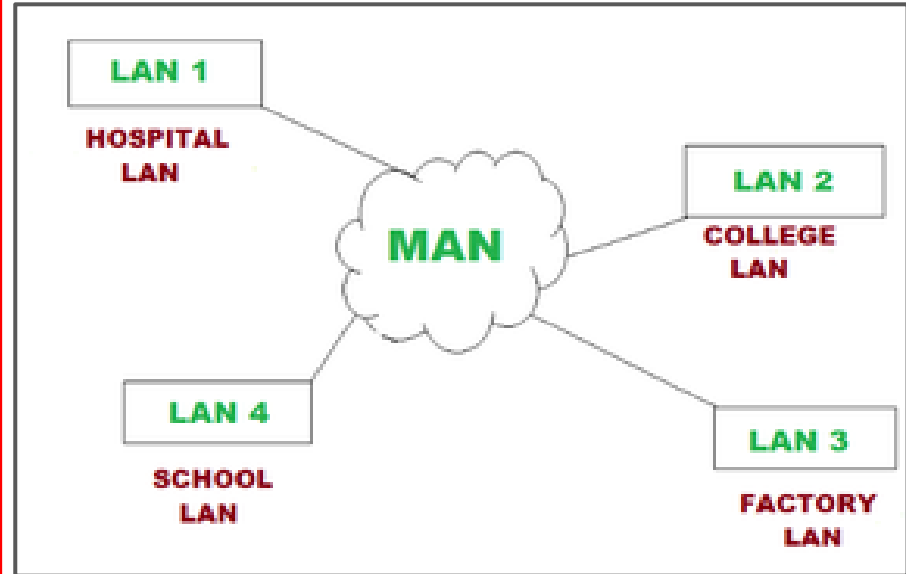 LAN 1
HOSPITAL
LAN
LAN 2
COLLEGE
LAN
MAN
LAN 4
SCHOOL
LAN
LAN 3
FACTORY
LAN